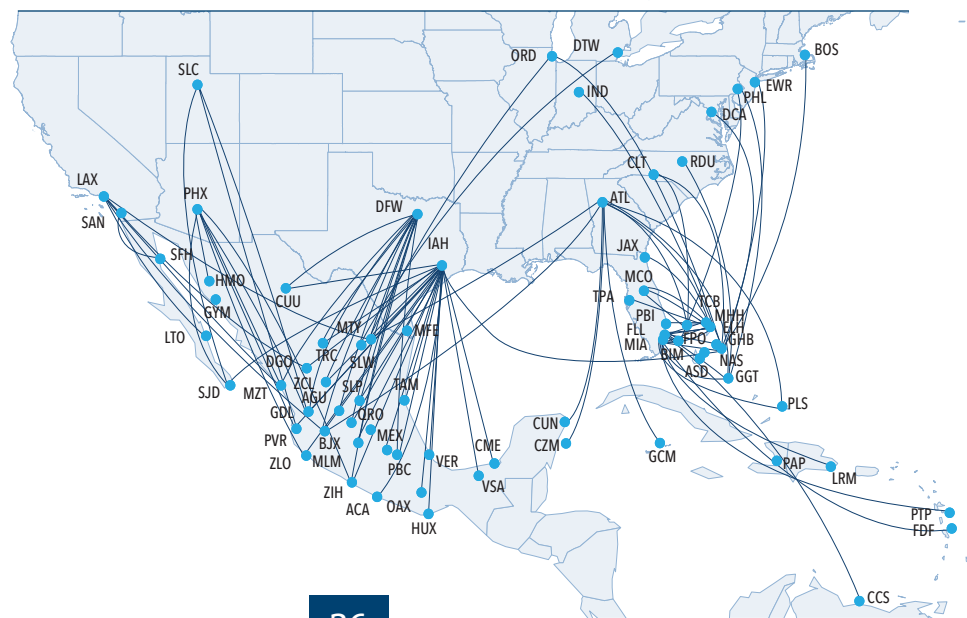 DTW
ORD
BOS
SLC
IND
EWR
PHL
DCA
CLT
RDU
LAX
PHX
SAN
DFW
ATL
IAH
JAX
SFH
HMO
GYM
CUU
MCO
TPA
TCB
MHH
PBI
ELH
FLL
FPO
GHB
MIA
BIM
NAS
ASD
GGT
LTO
MTY
MFE
DGO
TRC
SLW
SJD
MZT
ZCL
SLP
TAM
AGU
GDL
QRO
PLS
PVR
BJX
MEX
CUN
ZLO
MLM
PBC
VER
CME
CZM
GCM
PAP
LRM
ZIH
ACA
OAX
VSA
HUX
PTP
FDF
CCS